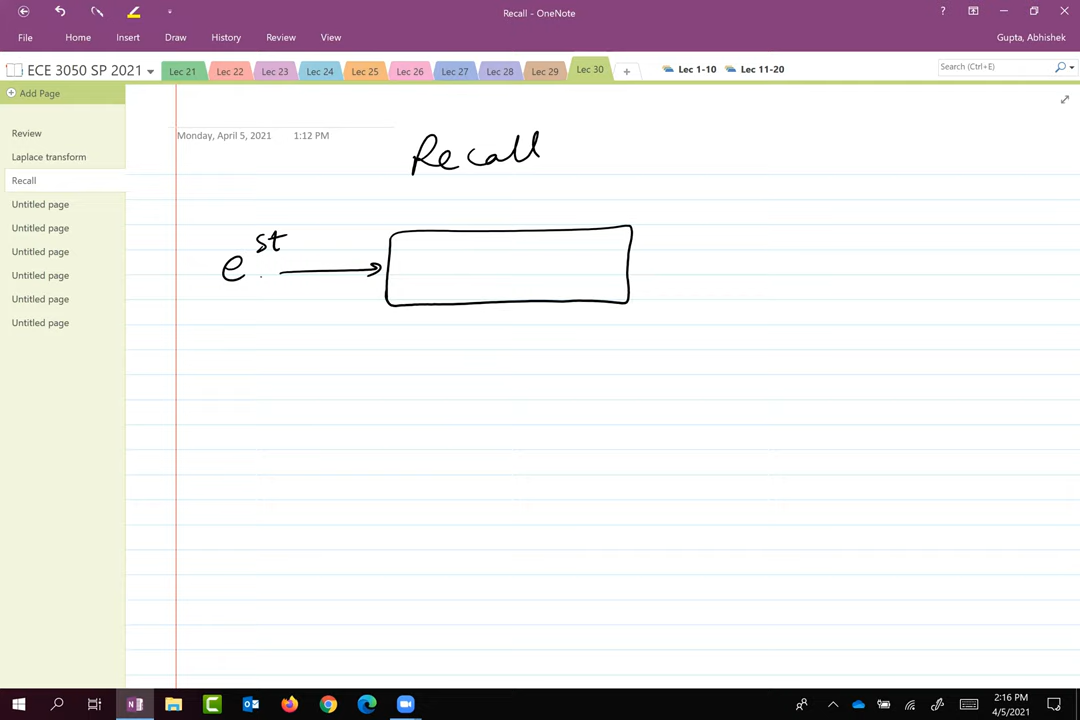 Recall - OneNote
File Home Insert Draw History Review View Gupta, Abhishek
ECE 3050 SP 2021 Lec 21 Lec 22 Lec 23 Lec 24 Lec 25 Lec 26 Lec 27 Lec 28 Lec 29 Lec 30 Lec 1-10 Lec 11-20 Search (Ctrl+E)
Add Page
Review
Laplace transform
Recall
Untitled page
Untitled page
Untitled page
Untitled page
Untitled page
Untitled page
Monday, April 5, 2021 1:12 PM
Recall
e^st
2:16 PM
4/5/2021